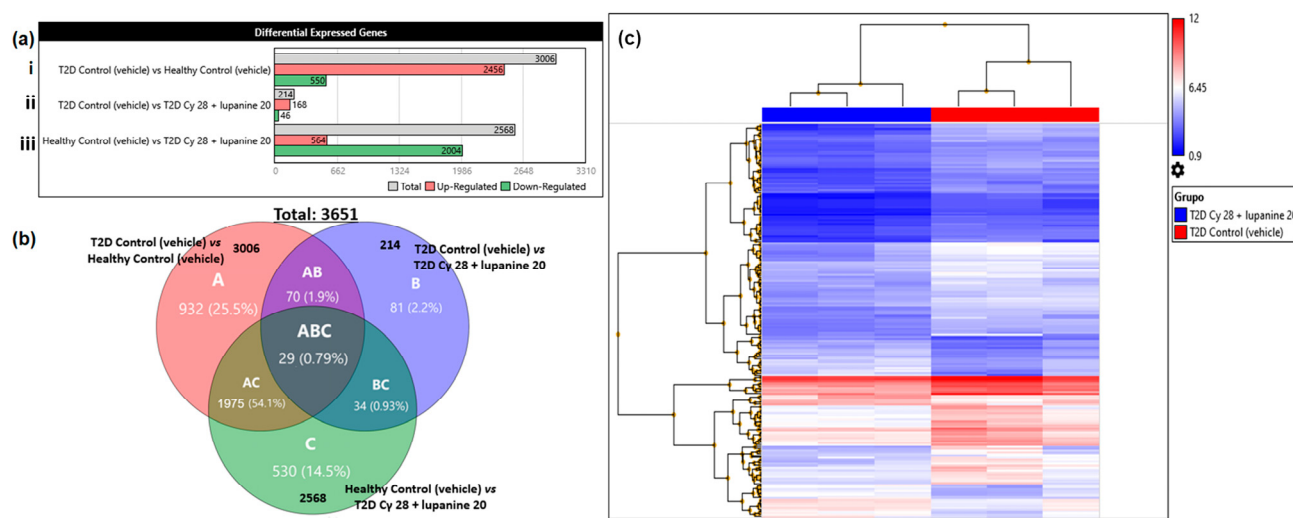 (a)
Differential Expressed Genes
i
T2D Control (vehicle) vs Healthy Control (vehicle)
3006
2456
550
ii
T2D Control (vehicle) vs T2D Cy 28 + lupanine 20
214
168
46
iii
Healthy Control (vehicle) vs T2D Cy 28 + lupanine 20
2568
564
2004
0 662 1324 1986 2648 3310
Total Up-Regulated Down-Regulated
(b)
Total: 3651
T2D Control (vehicle) vs
Healthy Control (vehicle)
3006
214
T2D Control (vehicle) vs
T2D Cy 28 + lupanine 20
A
932 (25.5%)
AB
70 (1.9%)
B
81 (2.2%)
ABC
29 (0.79%)
AC
1975 (54.1%)
BC
34 (0.93%)
C
530 (14.5%)
2568
Healthy Control (vehicle) vs
T2D Cy 28 + lupanine 20
(c)
12
6.45
0.9
Grupo
T2D Cy 28 + lupanine 20
T2D Control (vehicle)